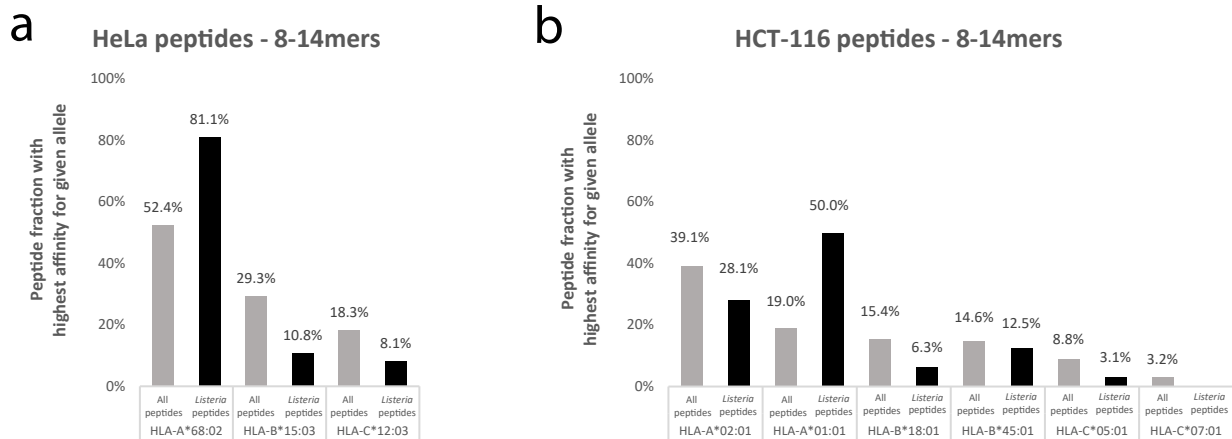 a
HeLa peptides - 8-14mers
Peptide fraction with
highest affinity for given allele
100%
80%
60%
40%
20%
0%
52.4%
81.1%
29.3%
10.8%
18.3%
8.1%
All
peptides
Listeria
peptides
All
peptides
Listeria
peptides
All
peptides
Listeria
peptides
HLA-A*68:02
HLA-B*15:03
HLA-C*12:03
b
HCT-116 peptides - 8-14mers
Peptide fraction with
highest affinity for given allele
100%
80%
60%
40%
20%
0%
39.1%
28.1%
19.0%
50.0%
15.4%
6.3%
14.6%
12.5%
8.8%
3.1%
3.2%
All
peptides
Listeria
peptides
All
peptides
Listeria
peptides
All
peptides
Listeria
peptides
All
peptides
Listeria
peptides
All
peptides
Listeria
peptides
All
peptides
Listeria
peptides
HLA-A*02:01
HLA-A*01:01
HLA-B*18:01
HLA-B*45:01
HLA-C*05:01
HLA-C*07:01